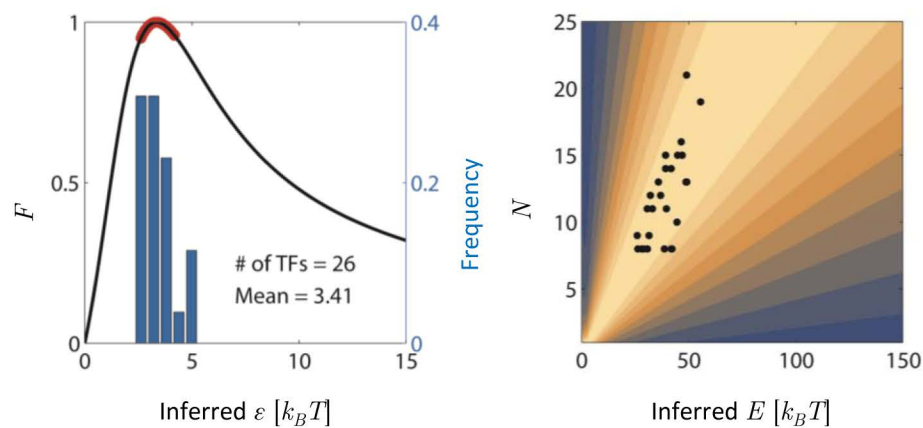 1
0.5
0
F
0
5
10
15
0.4
0.2
0
Frequency
# of TFs = 26
Mean = 3.41
Inferred ε [k_BT]
25
20
15
10
5
N
0
50
100
150
Inferred E [k_BT]